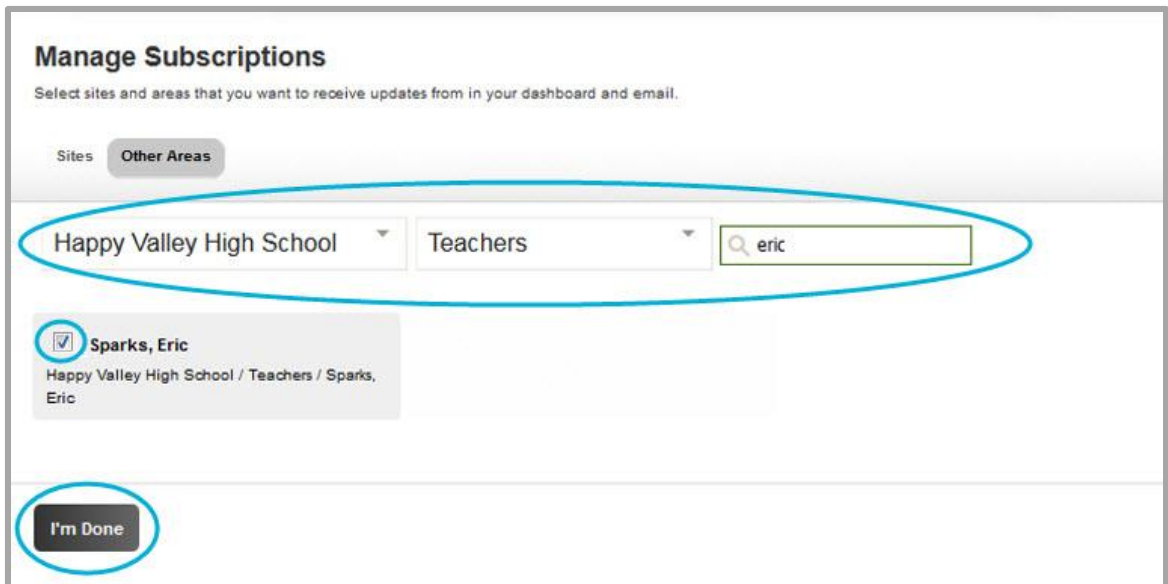 Manage Subscriptions
Select sites and areas that you want to receive updates from in your dashboard and email.
Sites Other Areas
Happy Valley High School Teachers eric
Sparks, Eric
Happy Valley High School / Teachers / Sparks,
Eric
I'm Done